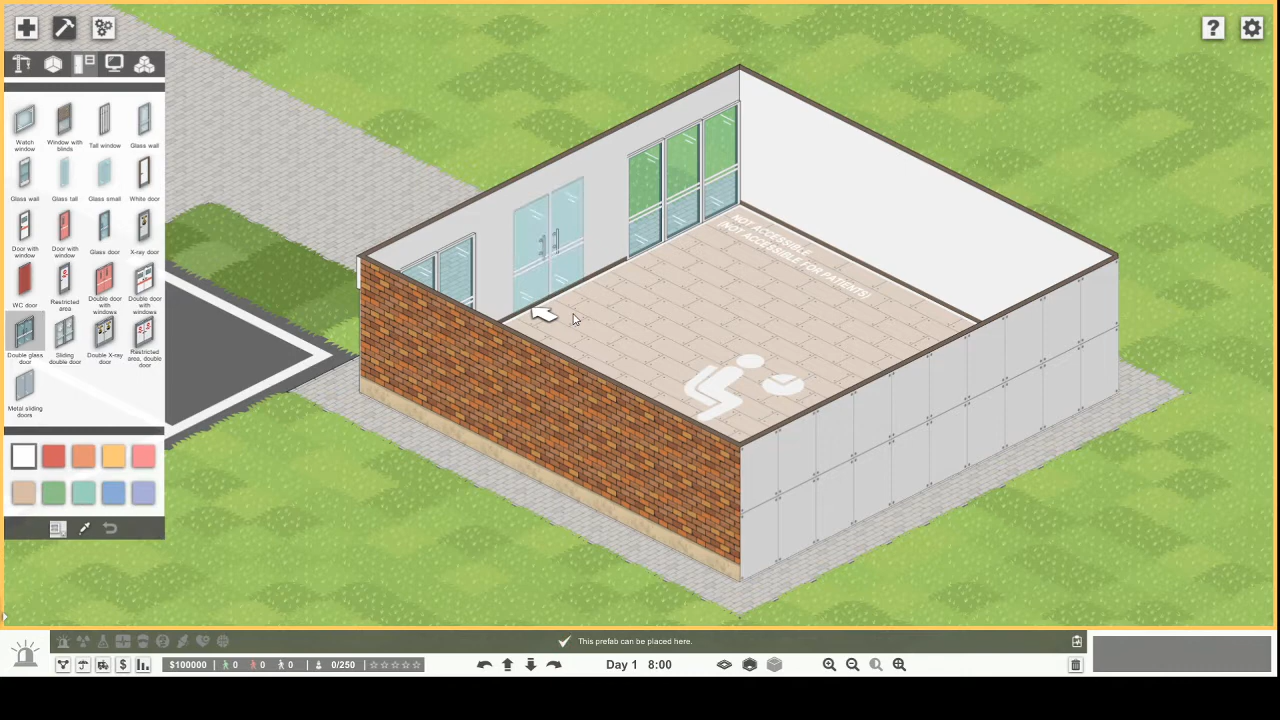 ?
Watch window
Window with blinds
Tall window
Glass wall
Glass wall
Glass tall
Glass small
White door
Door with window
Door with window
Glass door
X-ray door
WC door
Restricted area
Double door with windows
Double door with windows
Double glass door
Sliding double door
Double X-ray door
Restricted area, double door
Metal sliding doors
NOT ACCESSIBLE
(NOT ACCESSIBLE FOR PATIENTS)
This prefab can be placed here.
$100000 | 0 0 0 | 0/250 |
Day 1 8:00